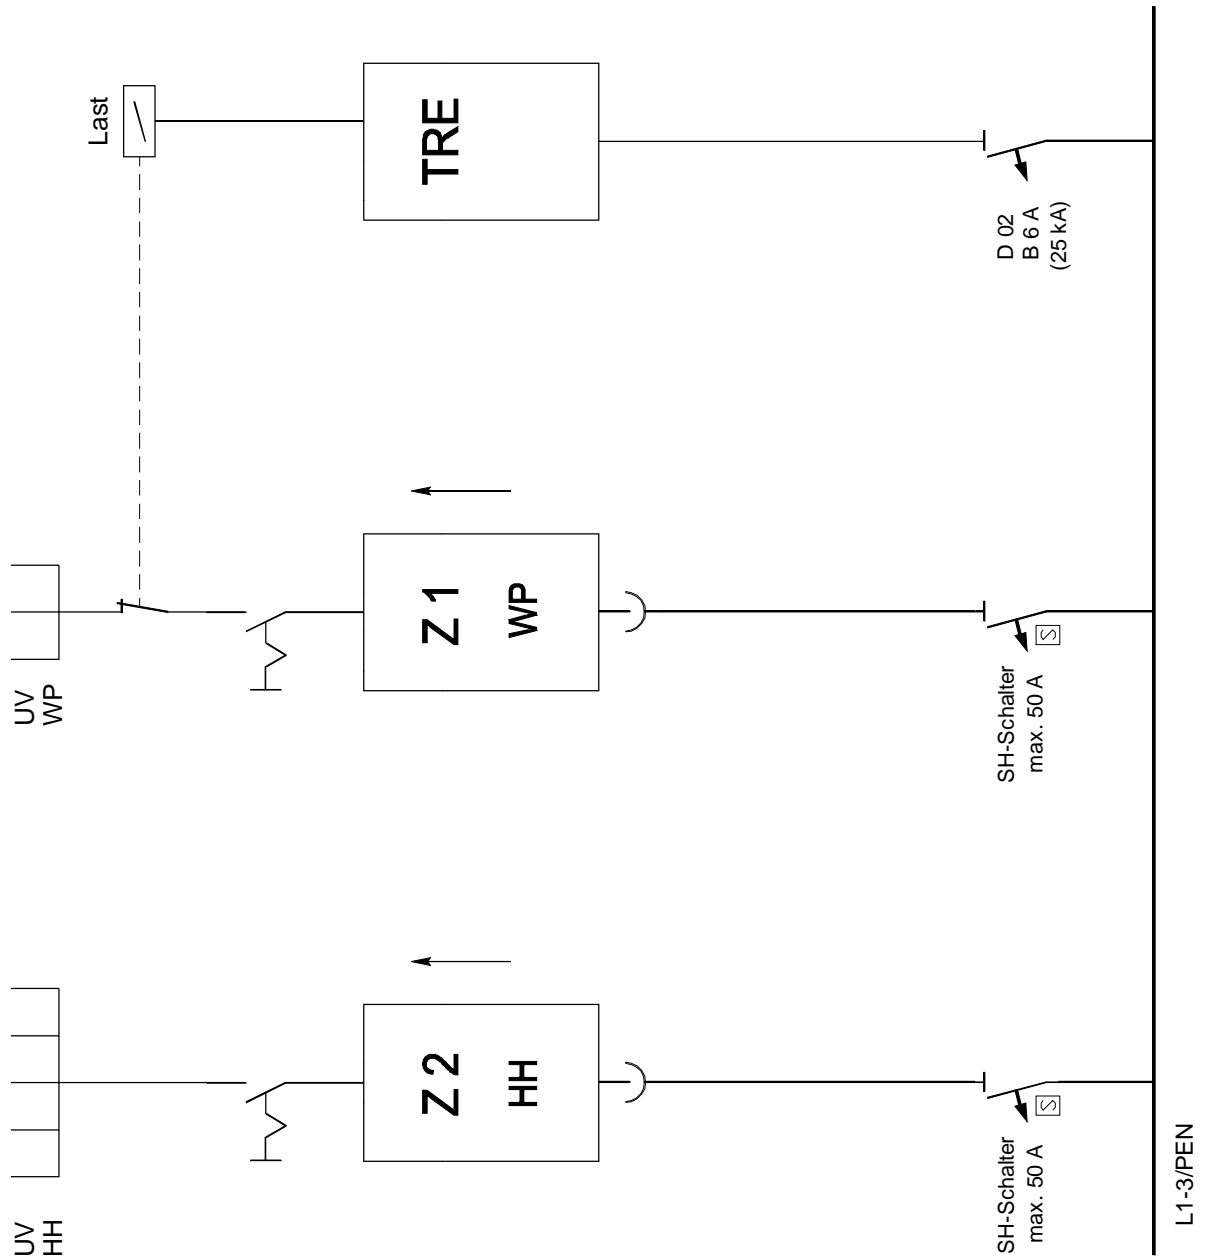 UV
HH
UV
WP
Last
Z 2
HH
Z 1
WP
TRE
SH-Schalter
max. 50 A
S
SH-Schalter
max. 50 A
S
D 02
B 6 A
(25 kA)
L1-3/PEN